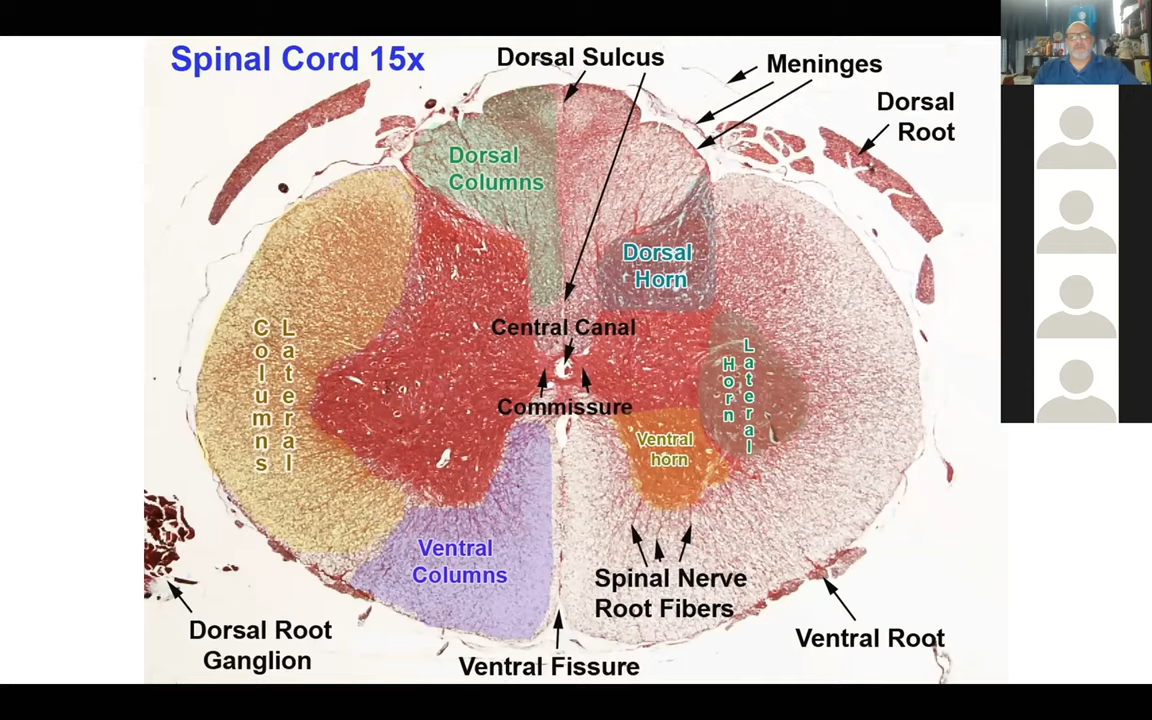 Spinal Cord 15x
Dorsal Sulcus
Meninges
Dorsal
Root
Dorsal
Columns
Dorsal
Horn
Central Canal
Lateral
Columns
Lateral
Horn
Commissure
Ventral
horn
Ventral
Columns
Spinal Nerve
Root Fibers
Dorsal Root
Ganglion
Ventral Root
Ventral Fissure